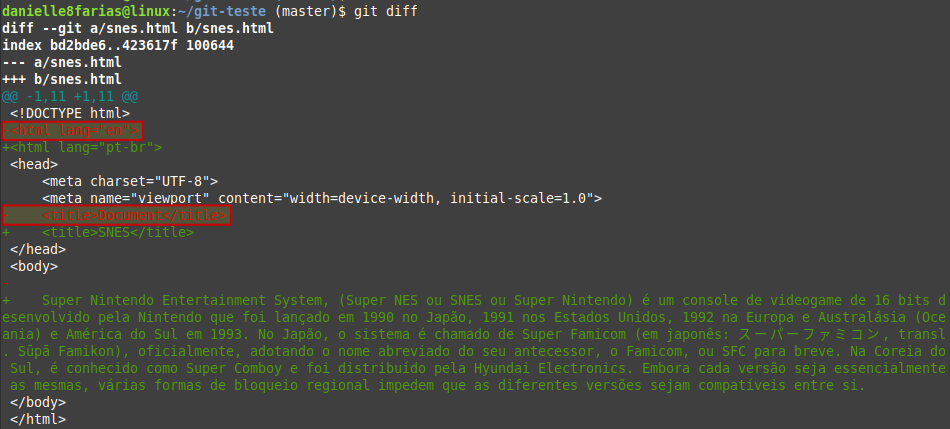 danielle8farias@linux:~/git-teste (master)$ git diff
diff --git a/snes.html b/snes.html
index bd2bde6..423617f 100644
--- a/snes.html
+++ b/snes.html
@@ -1,11 +1,11 @@
 <!DOCTYPE html>
-<html lang="en">
+<html lang="pt-br">
 <head>
     <meta charset="UTF-8">
     <meta name="viewport" content="width=device-width, initial-scale=1.0">
-    <title>Document</title>
+    <title>SNES</title>
 </head>
 <body>
+    Super Nintendo Entertainment System, (Super NES ou SNES ou Super Nintendo) é um console de videogame de 16 bits d
esenvolvido pela Nintendo que foi lançado em 1990 no Japão, 1991 nos Estados Unidos, 1992 na Europa e Australásia (Oce
ania) e América do Sul em 1993. No Japão, o sistema é chamado de Super Famicom (em japonês: スーパーファミコン, transl
. Sūpā Famikon), oficialmente, adotando o nome abreviado do seu antecessor, o Famicom, ou SFC para breve. Na Coreia do
 Sul, é conhecido como Super Comboy e foi distribuído pela Hyundai Electronics. Embora cada versão seja essencialmente
 as mesmas, várias formas de bloqueio regional impedem que as diferentes versões sejam compatíveis entre si.
 </body>
 </html>